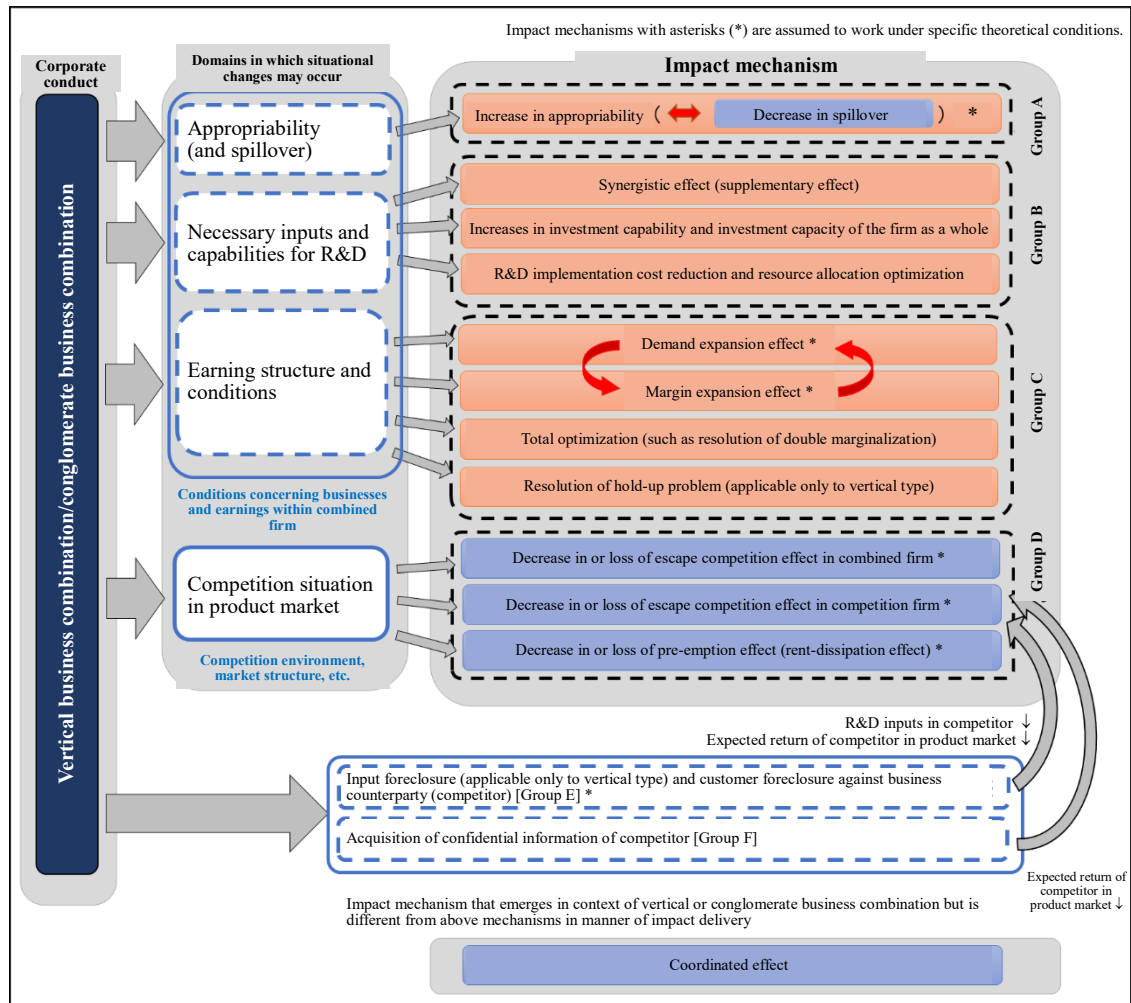 Impact mechanisms with asterisks (*) are assumed to work under specific theoretical conditions.
Corporate
conduct
Domains in which situational
changes may occur
Impact mechanism
Vertical business combination/conglomerate business combination
Appropriability
(and spillover)
Increase in appropriability ( Decrease in spillover ) *
Group A
Necessary inputs and
capabilities for R&D
Synergistic effect (supplementary effect)
Increases in investment capability and investment capacity of the firm as a whole
R&D implementation cost reduction and resource allocation optimization
Group B
Earning structure and
conditions
Demand expansion effect *
Margin expansion effect *
Total optimization (such as resolution of double marginalization)
Resolution of hold-up problem (applicable only to vertical type)
Group C
Conditions concerning businesses
and earnings within combined
firm
Competition situation
in product market
Decrease in or loss of escape competition effect in combined firm *
Decrease in or loss of escape competition effect in competition firm *
Decrease in or loss of pre-emption effect (rent-dissipation effect) *
Group D
Competition environment,
market structure, etc.
R&D inputs in competitor ↓
Expected return of competitor in product market ↓
Input foreclosure (applicable only to vertical type) and customer foreclosure against business
counterparty (competitor) [Group E] *
Acquisition of confidential information of competitor [Group F]
Expected return of
competitor in
product market ↓
Impact mechanism that emerges in context of vertical or conglomerate business combination but is
different from above mechanisms in manner of impact delivery
Coordinated effect